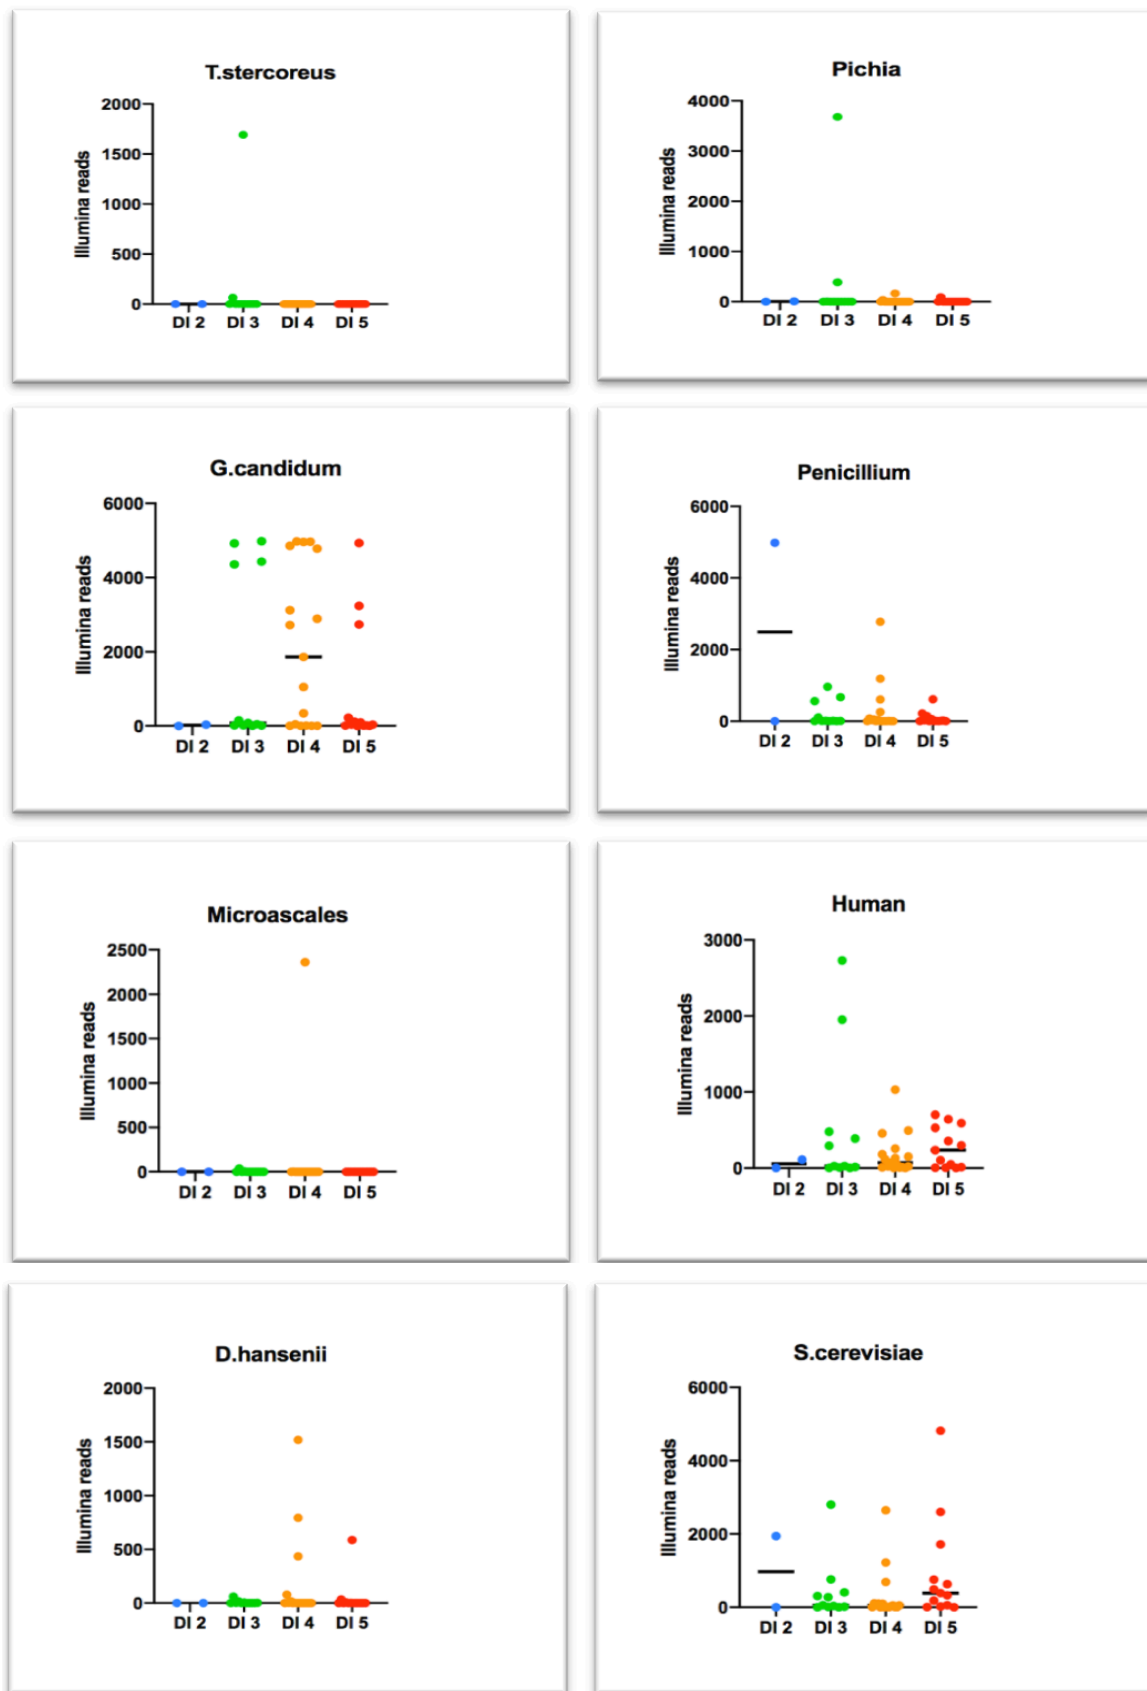 T.stercoreus
Illumina reads
2000
1500
1000
500
0
DI 2 DI 3 DI 4 DI 5
Pichia
Illumina reads
4000
3000
2000
1000
0
DI 2 DI 3 DI 4 DI 5
G.candidum
Illumina reads
6000
4000
2000
0
DI 2 DI 3 DI 4 DI 5
Penicillium
Illumina reads
6000
4000
2000
0
DI 2 DI 3 DI 4 DI 5
Microascales
Illumina reads
2500
2000
1500
1000
500
0
DI 2 DI 3 DI 4 DI 5
Human
Illumina reads
3000
2000
1000
0
DI 2 DI 3 DI 4 DI 5
D.hansenii
Illumina reads
2000
1500
1000
500
0
DI 2 DI 3 DI 4 DI 5
S.cerevisiae
Illumina reads
6000
4000
2000
0
DI 2 DI 3 DI 4 DI 5